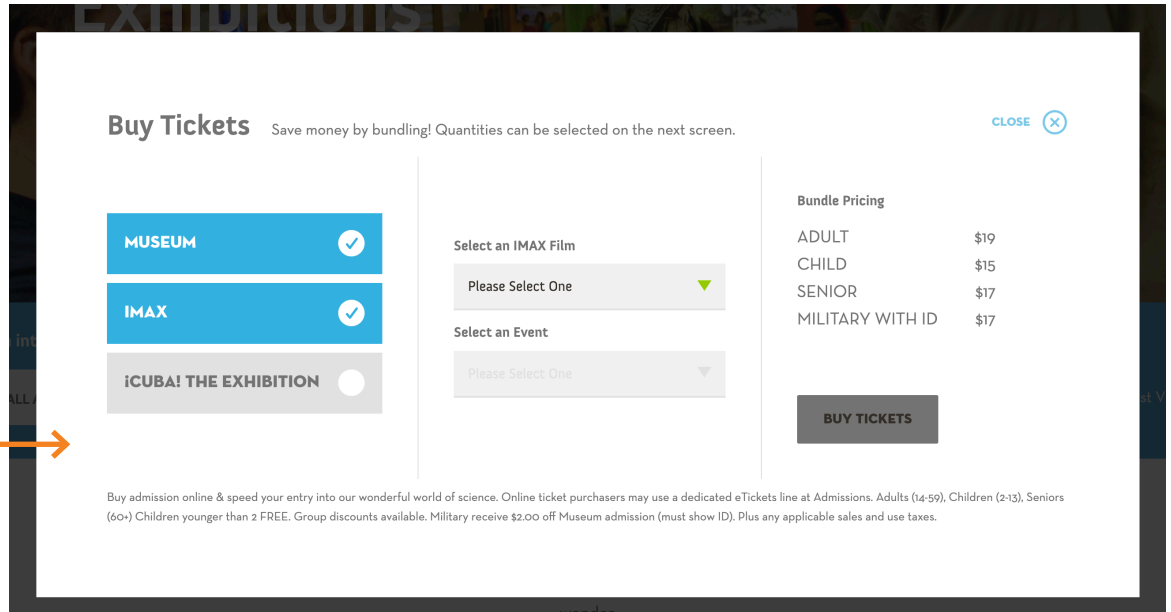 Exhibitions
Buy Tickets Save money by bundling! Quantities can be selected on the next screen.
CLOSE
MUSEUM
IMAX
¡CUBA! THE EXHIBITION
Select an IMAX Film
Please Select One
Select an Event
Please Select One
Bundle Pricing
ADULT $19
CHILD $15
SENIOR $17
MILITARY WITH ID $17
BUY TICKETS
Buy admission online & speed your entry into our wonderful world of science. Online ticket purchasers may use a dedicated eTickets line at Admissions. Adults (14-59), Children (2-13), Seniors
(60+) Children younger than 2 FREE. Group discounts available. Military receive $2.00 off Museum admission (must show ID). Plus any applicable sales and use taxes.